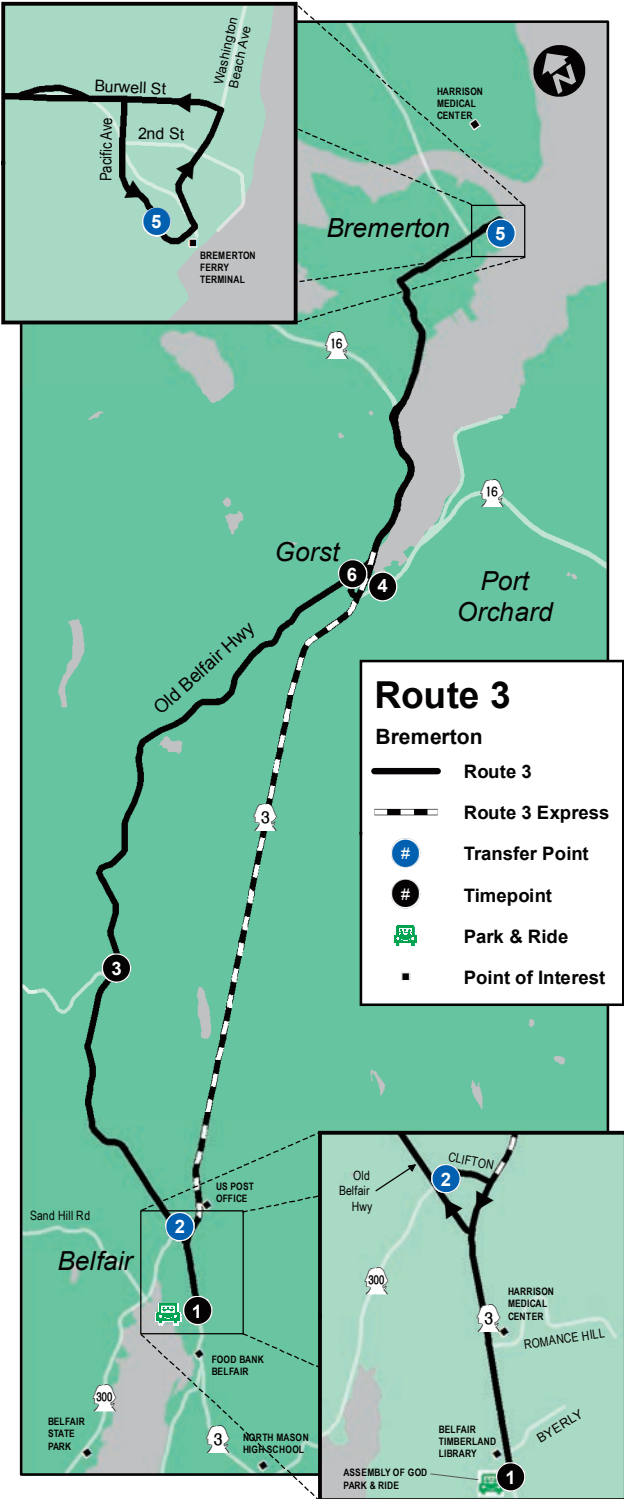 Washington
Beach Ave
Burwell St
Pacific Ave
2nd St
5
BREMERTON
FERRY
TERMINAL
N
HARRISON
MEDICAL
CENTER
Bremerton
5
16
16
Gorst
6
4
Port
Orchard
Old Belfair Hwy
Route 3
Bremerton
Route 3
Route 3 Express
# Transfer Point
# Timepoint
Park & Ride
Point of Interest
3
3
US POST
OFFICE
Sand Hill Rd
2
Belfair
1
FOOD BANK
BELFAIR
300
BELFAIR
STATE
PARK
3
NORTH MASON
HIGH SCHOOL
CLIFTON
2
Old
Belfair
Hwy
300
HARRISON
MEDICAL
CENTER
3
ROMANCE HILL
BYERLY
BELFAIR
TIMBERLAND
LIBRARY
ASSEMBLY OF GOD
PARK & RIDE
1